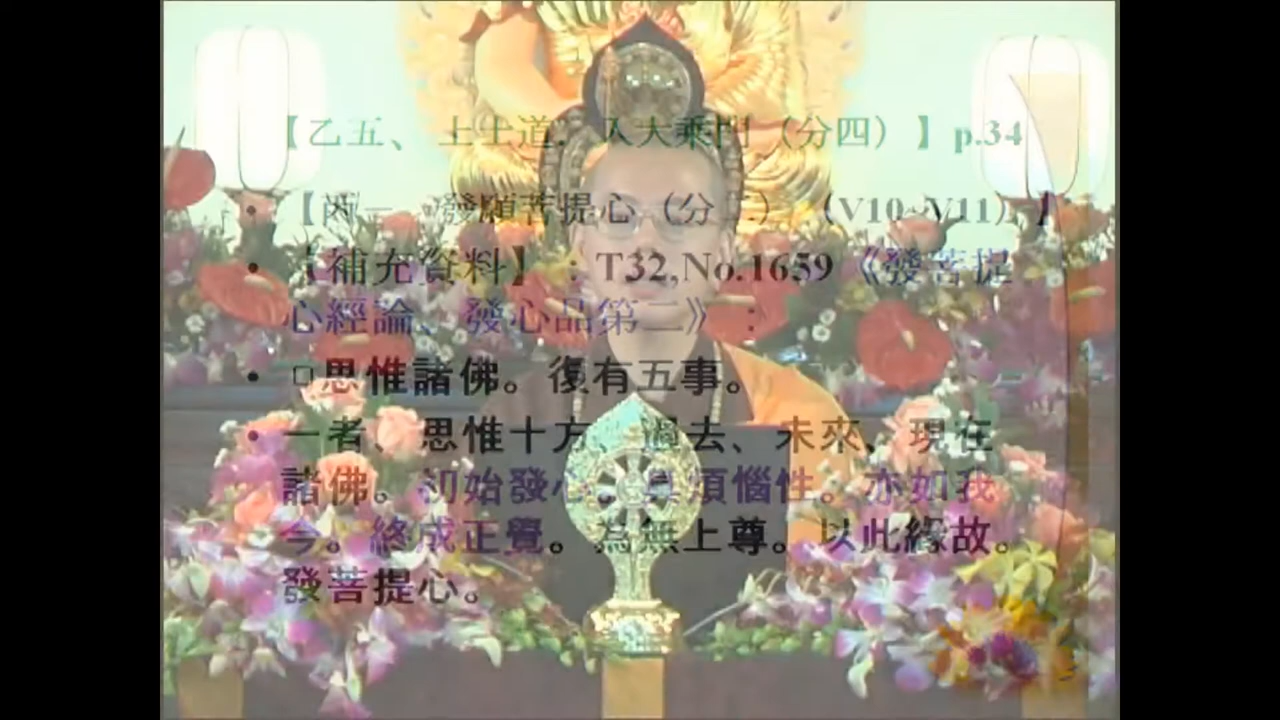 【乙五、上士道，入大乘門（分四）】p.34
• 【丙一、發願菩提心（分二）（V10~V11）】
• 【補充資料】：T32,No.1659《發菩提
心經論、發心品第二》：
• □思惟諸佛。復有五事。
• 一者、思惟十方、過去、未來、現在
諸佛。初始發心。具煩惱性。亦如我
今。終成正覺。為無上尊。以此緣故。
發菩提心。